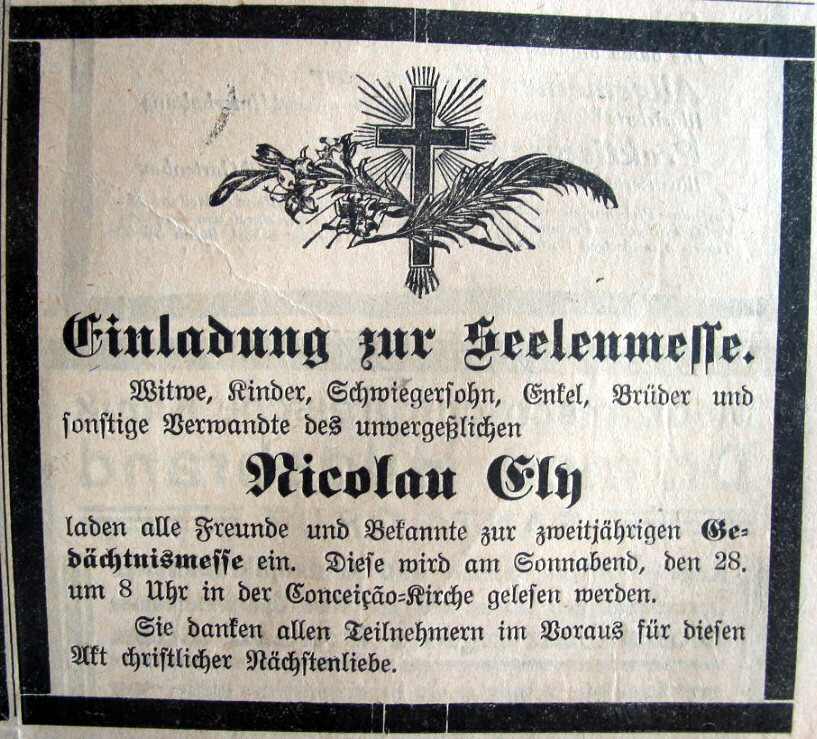 Einladung zur Seelenmesse.
Witwe, Kinder, Schwiegersohn, Enkel, Brüder und
sonstige Verwandte des unvergeßlichen
Nicolau Ely
laden alle Freunde und Bekannte zur zweitjährigen Ge=
dächtnismesse ein. Diese wird am Sonnabend, den 28.
um 8 Uhr in der Conceição=Kirche gelesen werden.
Sie danken allen Teilnehmern im Voraus für diesen
Akt christlicher Nächstenliebe.